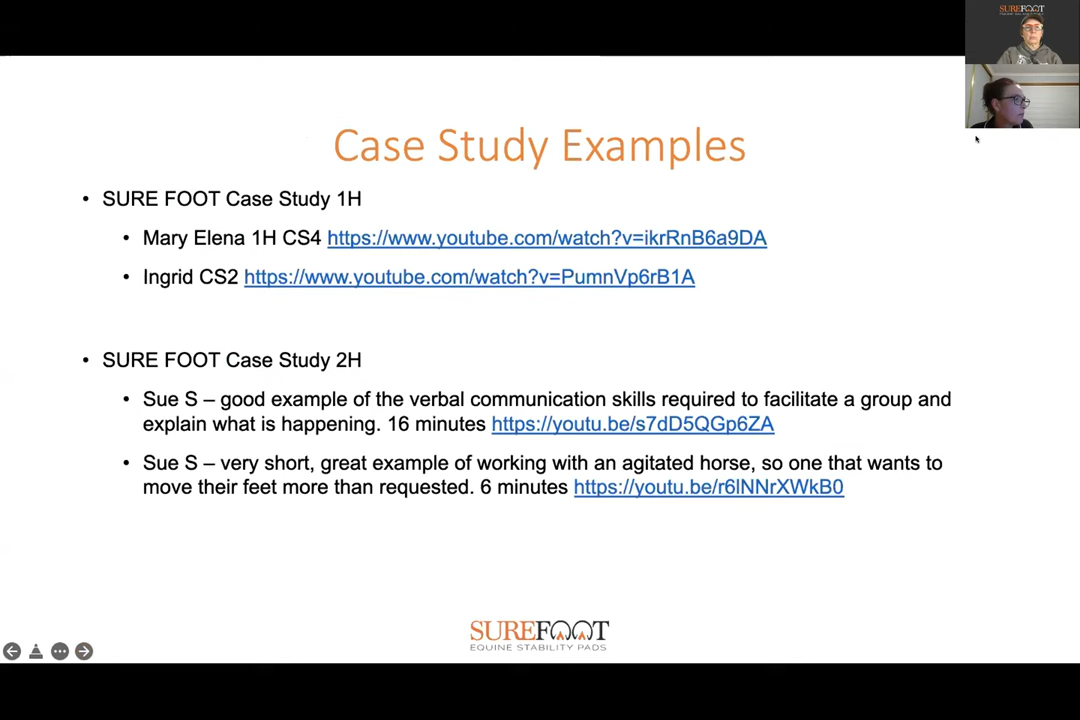 SUREFOOT
Case Study Examples
• SURE FOOT Case Study 1H
• Mary Elena 1H CS4 https://www.youtube.com/watch?v=ikrRnB6a9DA
• Ingrid CS2 https://www.youtube.com/watch?v=PumnVp6rB1A
• SURE FOOT Case Study 2H
• Sue S – good example of the verbal communication skills required to facilitate a group and
explain what is happening. 16 minutes https://youtu.be/s7dD5QGp6ZA
• Sue S – very short, great example of working with an agitated horse, so one that wants to
move their feet more than requested. 6 minutes https://youtu.be/r6lNNrXWkB0
SUREFOOT
EQUINE STABILITY PADS